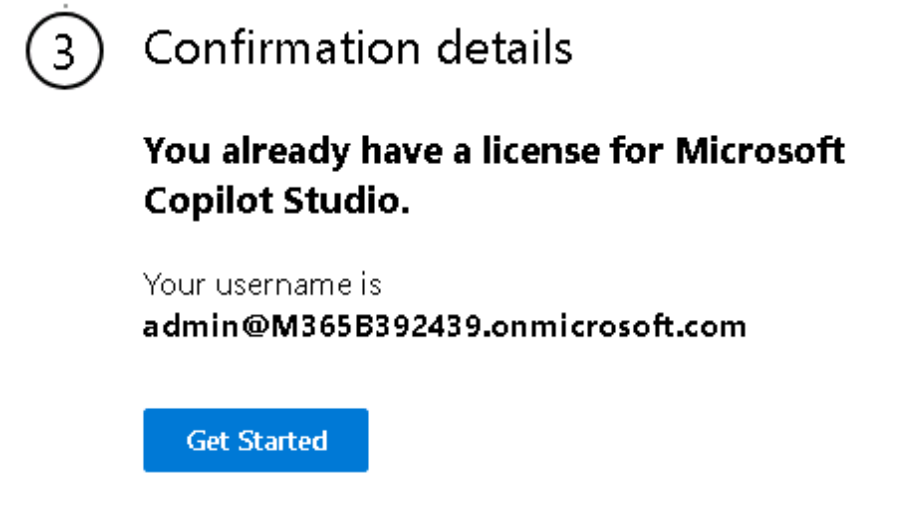 3 Confirmation details
You already have a license for Microsoft
Copilot Studio.
Your username is
admin@M365B392439.onmicrosoft.com
Get Started